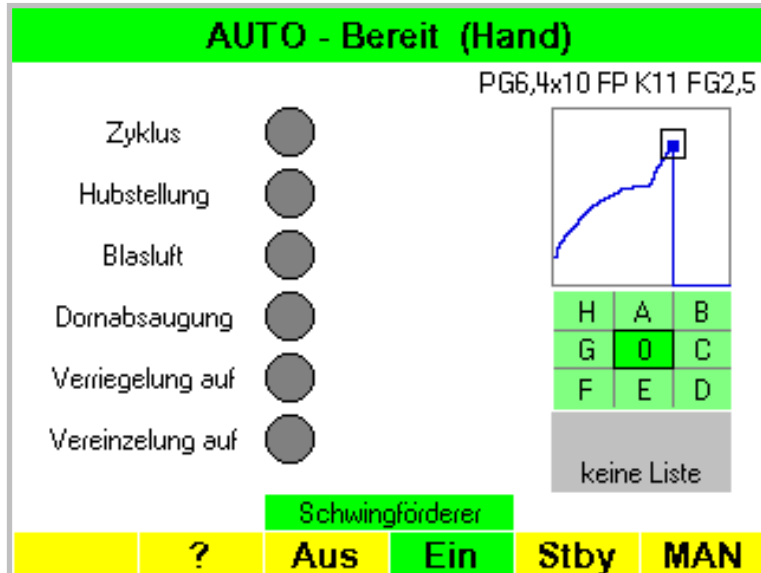 AUTO - Bereit (Hand)
PG6,4x10 FP K11 FG2,5
Zyklus
Hubstellung
Blasluft
Dornabsaugung
Verriegelung auf
Vereinzelung auf
H A B
G 0 C
F E D
keine Liste
Schwingförderer
? Aus Ein Stby MAN